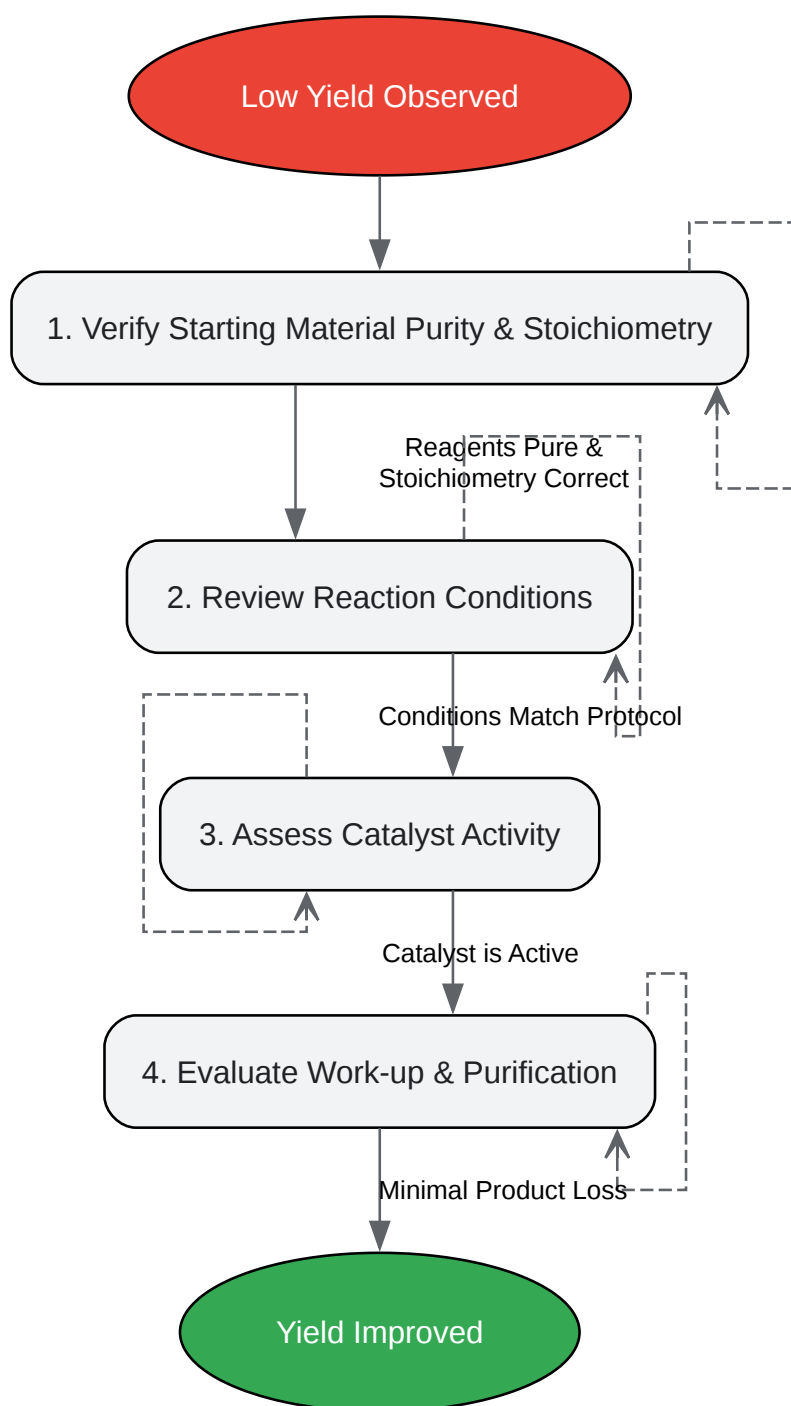 Low Yield Observed
1. Verify Starting Material Purity & Stoichiometry
Reagents Pure &
Stoichiometry Correct
2. Review Reaction Conditions
Conditions Match Protocol
3. Assess Catalyst Activity
Catalyst is Active
4. Evaluate Work-up & Purification
Minimal Product Loss
Yield Improved